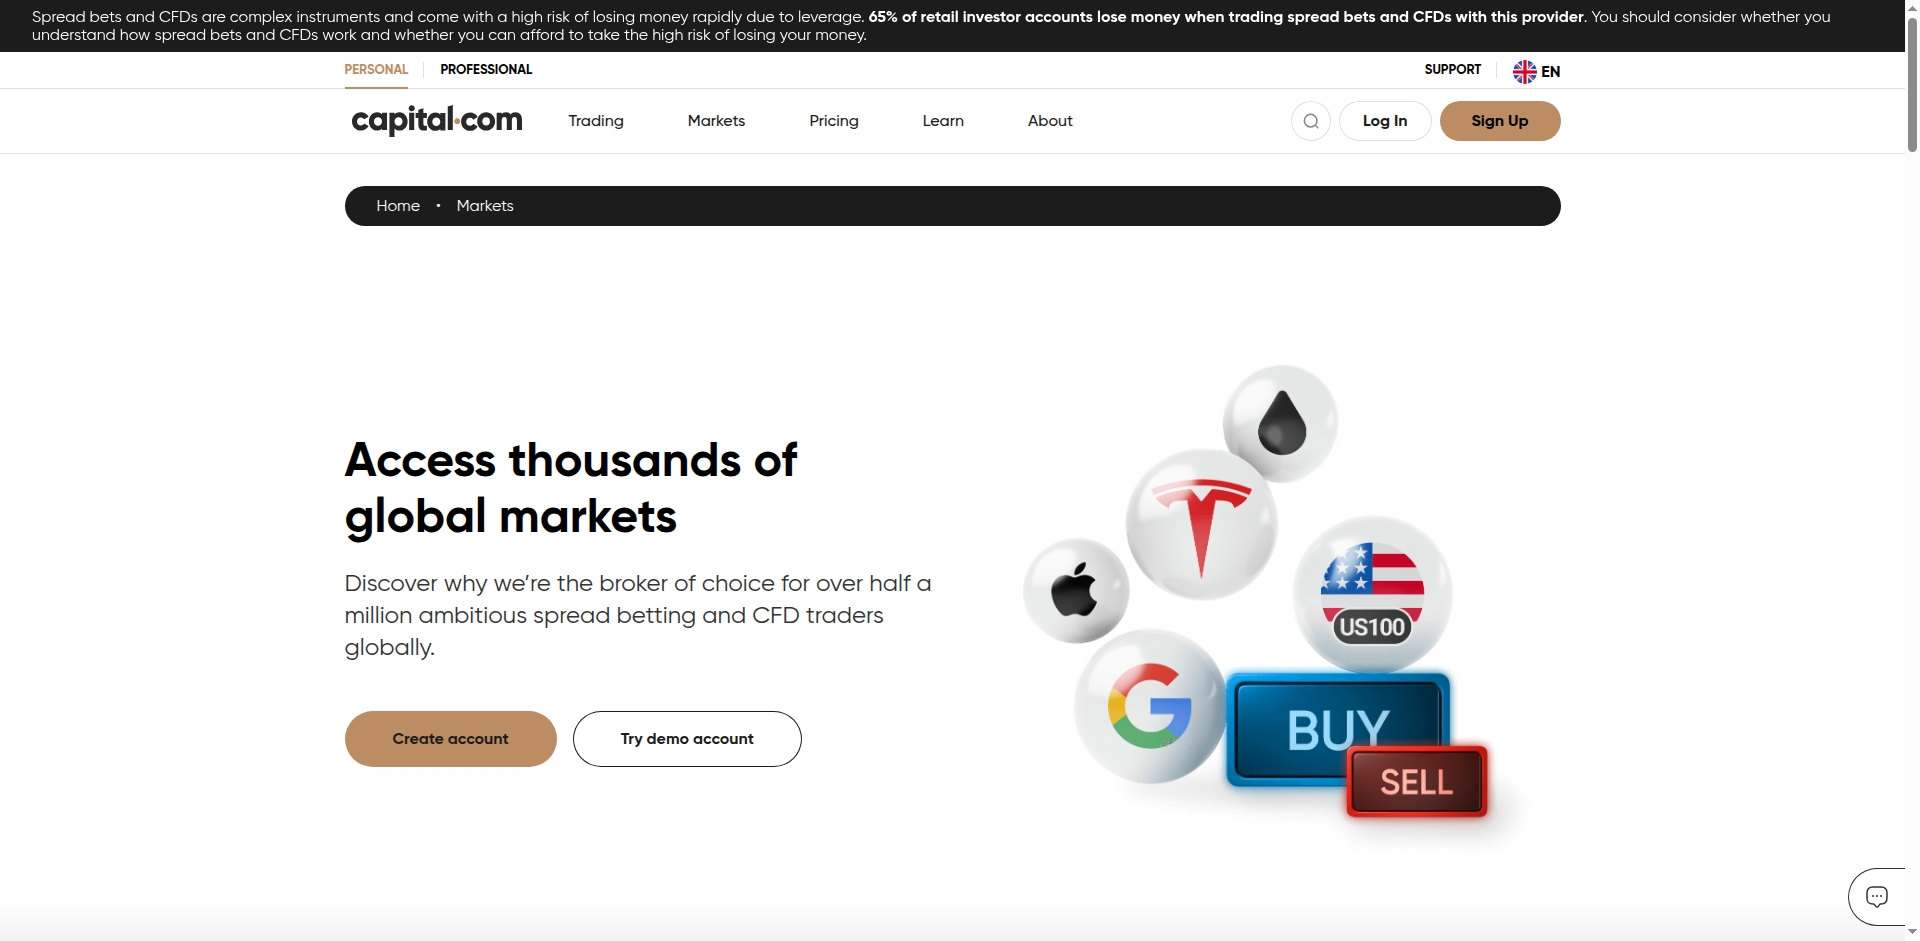 Spread bets and CFDs are complex instruments and come with a high risk of losing money rapidly due to leverage. 65% of retail investor accounts lose money when trading spread bets and CFDs with this provider. You should consider whether you
understand how spread bets and CFDs work and whether you can afford to take the high risk of losing your money.
PERSONAL PROFESSIONAL SUPPORT EN
capital.com Trading Markets Pricing Learn About Log In Sign Up
Home • Markets
Access thousands of
global markets
Discover why we’re the broker of choice for over half a
million ambitious spread betting and CFD traders
globally.
Create account Try demo account
US100
BUY
SELL